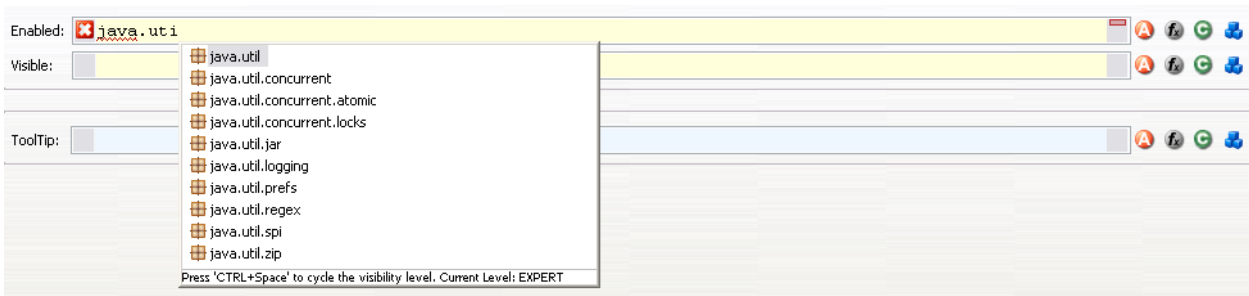 Enabled: java.uti
java.util
Visible:
java.util.concurrent
java.util.concurrent.atomic
java.util.concurrent.locks
ToolTip:
java.util.jar
java.util.logging
java.util.prefs
java.util.regex
java.util.spi
java.util.zip
Press 'CTRL+Space' to cycle the visibility level. Current Level: EXPERT